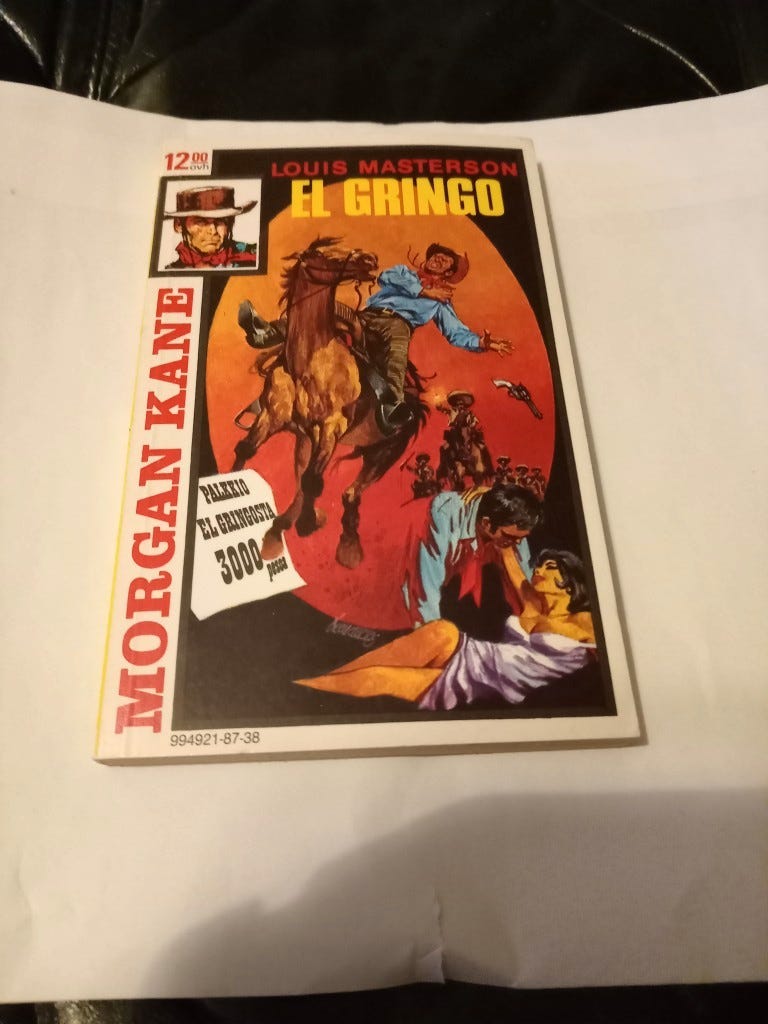 12.00
ovh
LOUIS MASTERSON
EL GRINGO
MORGAN KANE
PALKKIO
EL GRINGOSTA
3000 pesoa
994921-87-38